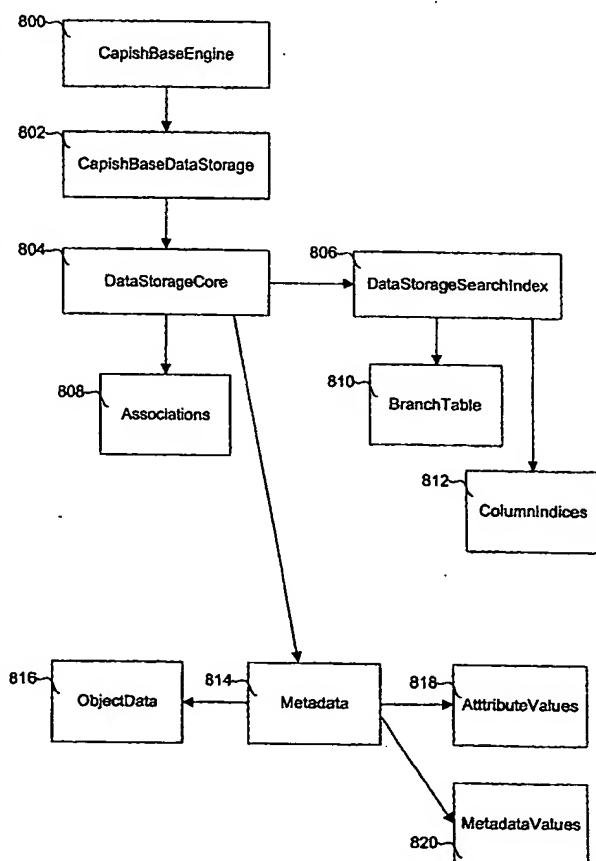 800
CapishBaseEngine
802
CapishBaseDataStorage
804
DataStorageCore
806
DataStorageSearchIndex
808
Associations
810
BranchTable
812
ColumnIndices
816
ObjectData
814
Metadata
818
AtttributeValues
MetadataValues
820